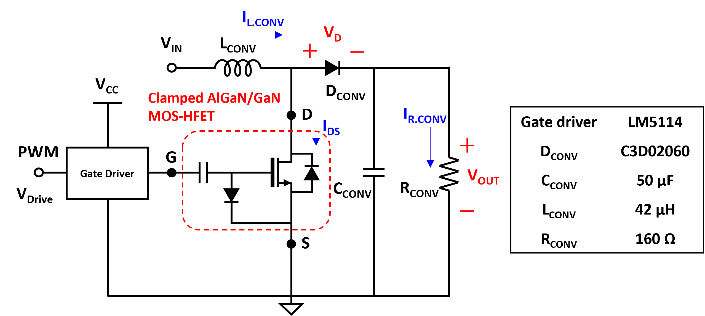 I_L.CONV
V_IN
L_CONV
+ V_D −
V_CC
Clamped AlGaN/GaN
MOS-HFET
D_CONV
D
I_DS
I_R.CONV
PWM
V_Drive
Gate Driver
G
C_CONV
R_CONV
+
V_OUT
−
S
Gate driver LM5114
D_CONV C3D02060
C_CONV 50 μF
L_CONV 42 μH
R_CONV 160 Ω